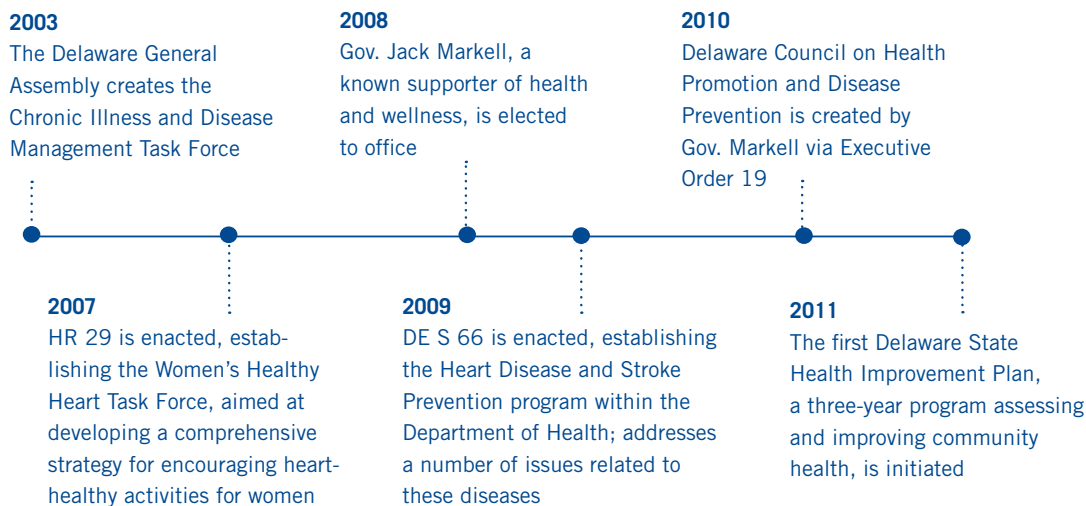 2003
The Delaware General
Assembly creates the
Chronic Illness and Disease
Management Task Force
2008
Gov. Jack Markell, a
known supporter of health
and wellness, is elected
to office
2010
Delaware Council on Health
Promotion and Disease
Prevention is created by
Gov. Markell via Executive
Order 19
2007
HR 29 is enacted, estab-
lishing the Women’s Healthy
Heart Task Force, aimed at
developing a comprehensive
strategy for encouraging heart-
healthy activities for women
2009
DE S 66 is enacted, establishing
the Heart Disease and Stroke
Prevention program within the
Department of Health; addresses
a number of issues related to
these diseases
2011
The first Delaware State
Health Improvement Plan,
a three-year program assessing
and improving community
health, is initiated